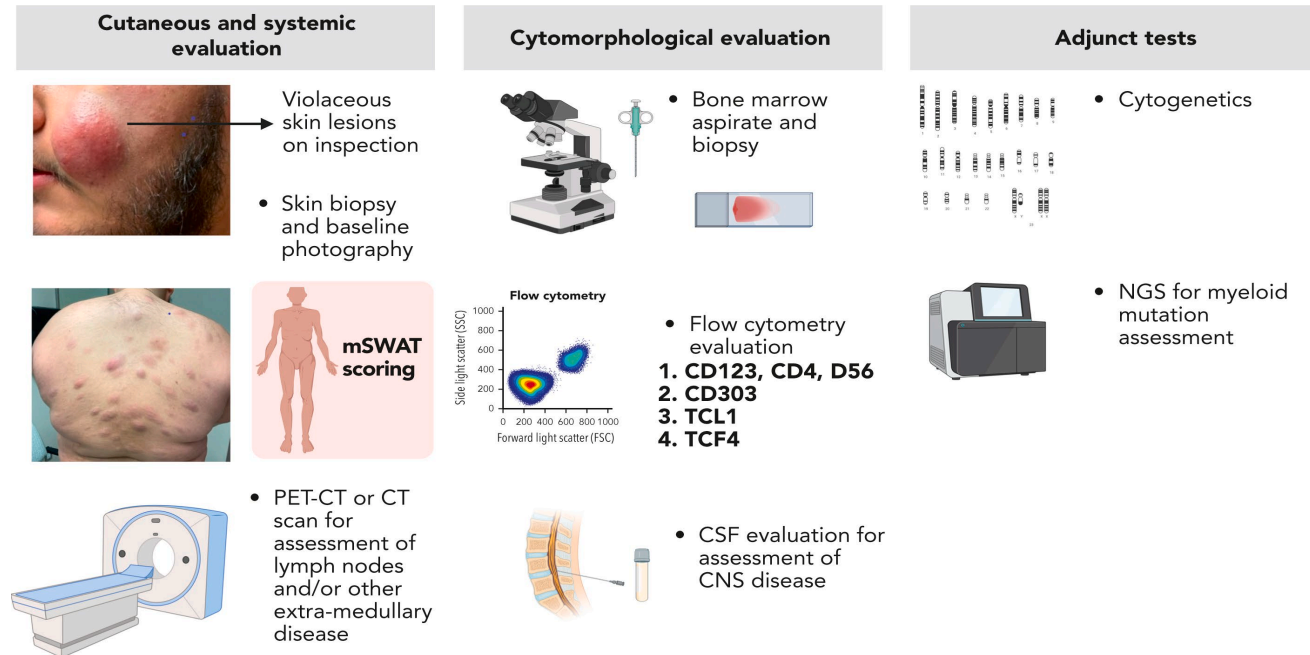 Cutaneous and systemic
evaluation
Violaceous
skin lesions
on inspection
• Skin biopsy
and baseline
photography
mSWAT
scoring
• PET-CT or CT
scan for
assessment of
lymph nodes
and/or other
extra-medullary
disease
Cytomorphological evaluation
• Bone marrow
aspirate and
biopsy
Flow cytometry
Side light scatter (SSC)
1000
800
600
400
200
0
0 200 400 600 800 1000
Forward light scatter (FSC)
• Flow cytometry
evaluation
1. CD123, CD4, D56
2. CD303
3. TCL1
4. TCF4
• CSF evaluation for
assessment of
CNS disease
Adjunct tests
• Cytogenetics
• NGS for myeloid
mutation
assessment